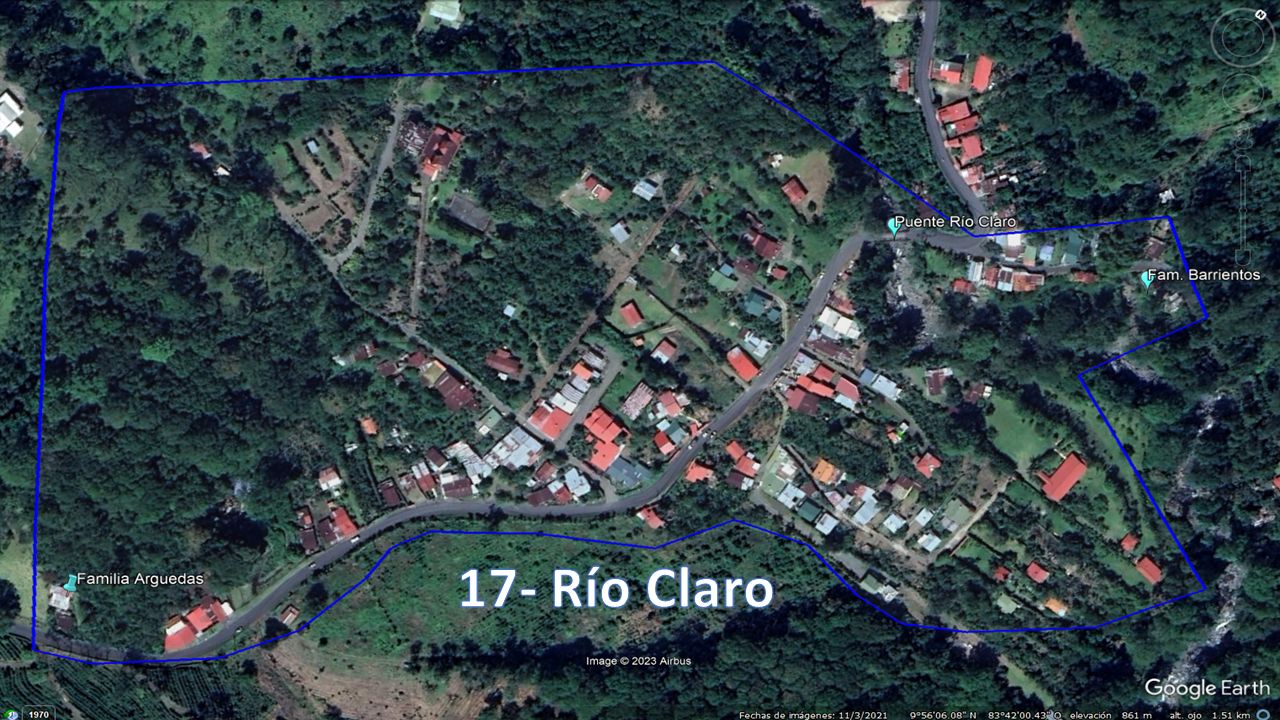 N
Puente Río Claro
Fam. Barrientos
Familia Arguedas
17- Río Claro
Image © 2023 Airbus
Google Earth
1970
Fechas de imágenes: 11/3/2021 9°56'06.08" N 83°42'00.43" O elevación 861 m alt. ojo 1.51 km